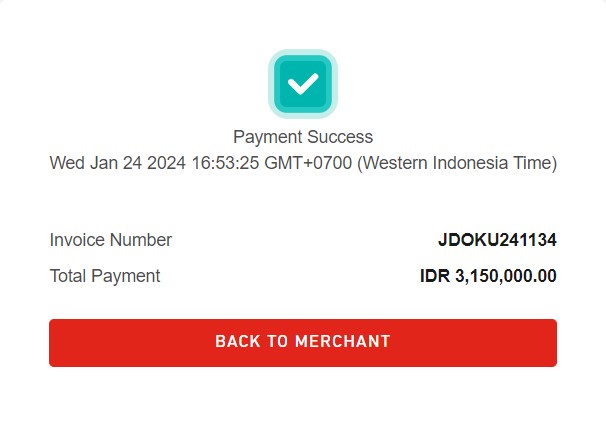 Payment Success
Wed Jan 24 2024 16:53:25 GMT+0700 (Western Indonesia Time)
Invoice Number JDOKU241134
Total Payment IDR 3,150,000.00
BACK TO MERCHANT